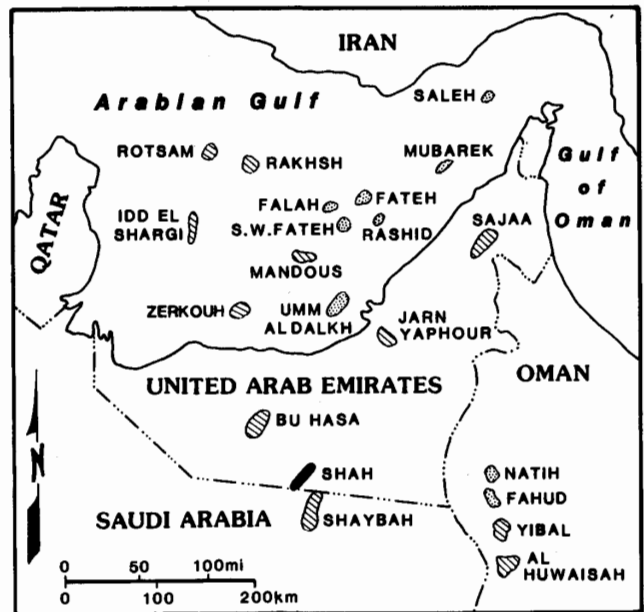 IRAN
Arabian Gulf
SALEH
ROTSAM
RAKHSH
MUBAREK
Gulf
of
Oman
QATAR
IDD EL
SHARGI
FALAH
FATEH
S.W. FATEH
RASHID
SAJAA
MANDOUS
ZERKOUH
UMM
AL DALKH
JARN
YAPHOUR
UNITED ARAB EMIRATES
OMAN
BU HASA
N
SHAH
NATIH
FAHUD
SAUDI ARABIA
SHAYBAH
YIBAL
AL
HUWAISAH
0 50 100mi
0 100 200km